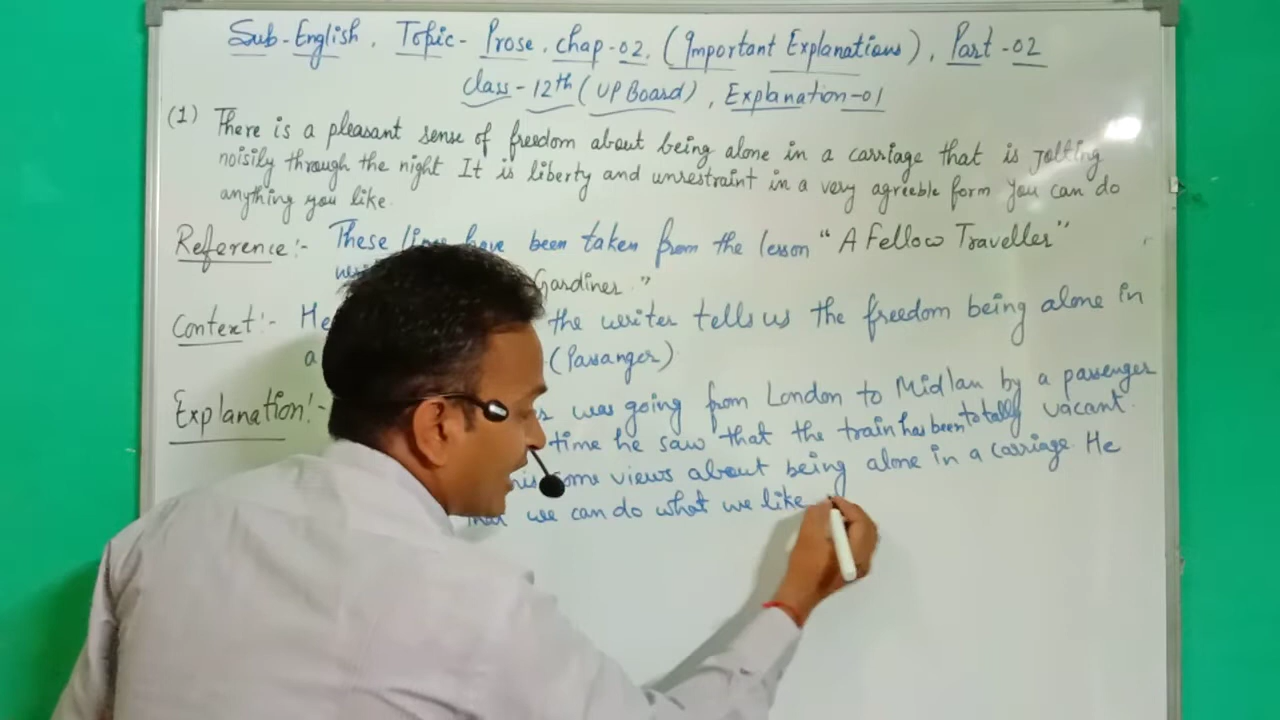 Sub-English, Topic- Prose, chap-02, (Important Explanations), Part-02
Class-12th (UP Board), Explanation-01
(1) There is a pleasant sense of freedom about being alone in a carriage that is jolting
noisily through the night It is liberty and unrestraint in a very agreeable form You can do
anything you like.
Reference:- These lines have been taken from the lesson "A Fellow Traveller"
Gardiner."
Context:- He the writer tells us the freedom being alone in
a (Passanger)
Explanation!- was going from London to Midlan by a passenger
time he saw that the train has been totally vacant.
his some views about being alone in a carriage. He
that we can do what we like